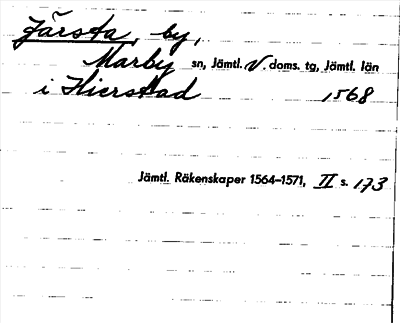 Järsta, by,
Marby sn, Jämtl. V. doms. tg, Jämtl. län
i Hierstad 1568
Jämtl. Räkenskaper 1564–1571, II s. 173